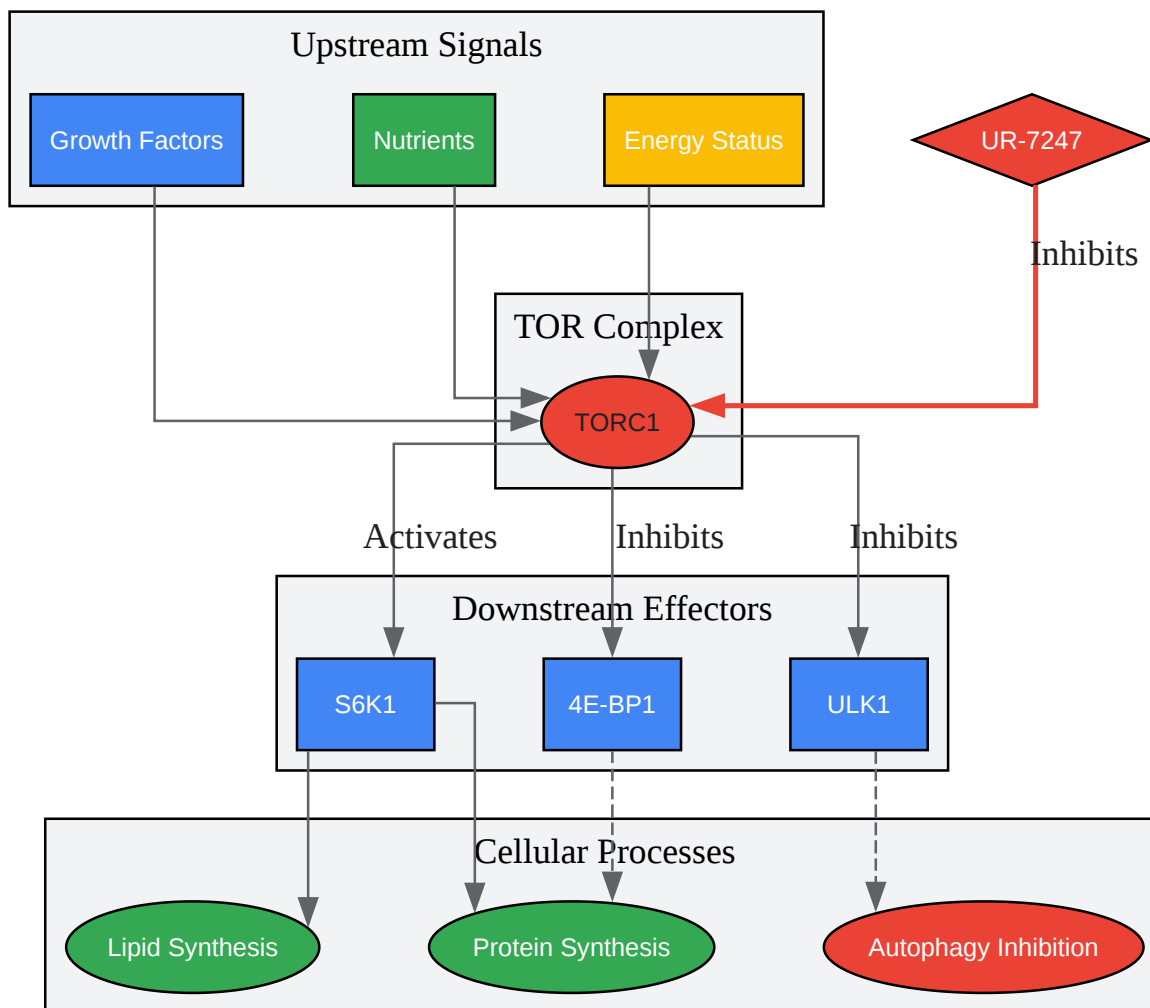 Upstream Signals
Growth Factors
Nutrients
Energy Status
UR-7247
Inhibits
TOR Complex
TORC1
Activates
Inhibits
Inhibits
Downstream Effectors
S6K1
4E-BP1
ULK1
Cellular Processes
Lipid Synthesis
Protein Synthesis
Autophagy Inhibition